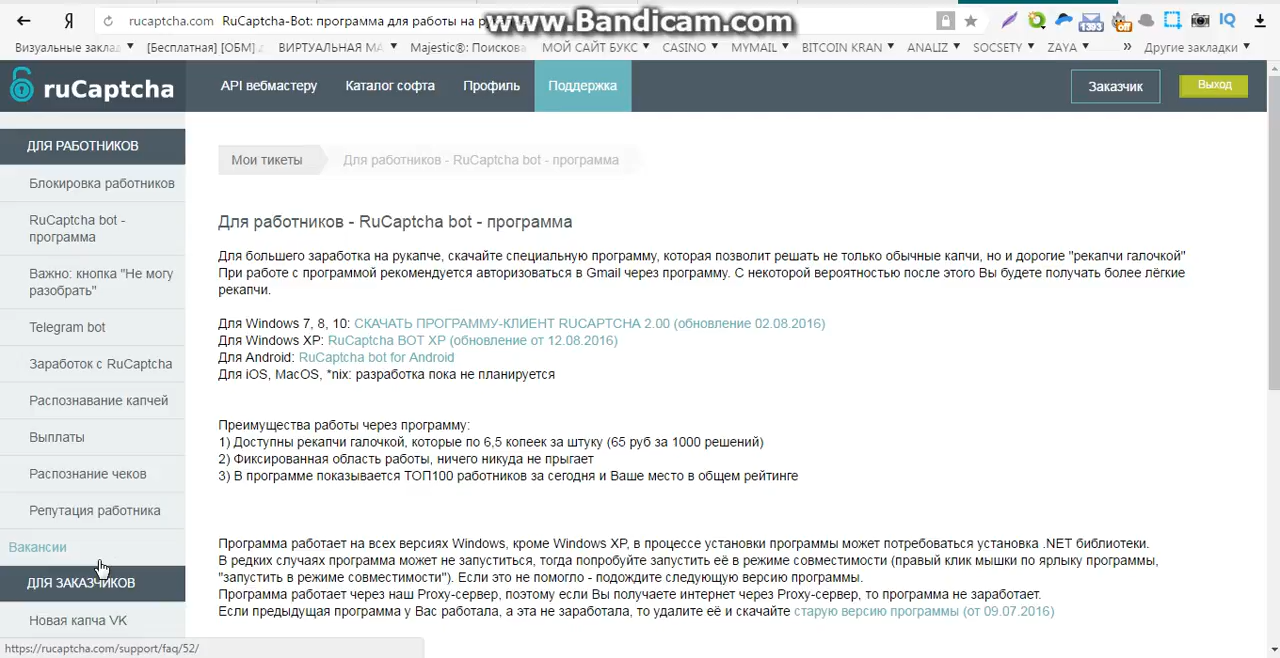 rucaptcha.com RuCaptcha-Bot: программа для работы на
www.Bandicam.com
1393
off
IQ
Визуальные заклад
[Бесплатная] [ОБМ]
ВИРТУАЛЬНАЯ МА
Majestic®: Поискова
МОЙ САЙТ БУКС
CASINO
MYMAIL
BITCOIN KRAN
ANALIZ
SOCSETY
ZAYA
» Другие закладки
ruCaptcha
API вебмастеру
Каталог софта
Профиль
Поддержка
Заказчик
Выход
ДЛЯ РАБОТНИКОВ
Блокировка работников
RuCaptcha bot -
программа
Важно: кнопка "Не могу
разобрать"
Telegram bot
Заработок с RuCaptcha
Распознавание капчей
Выплаты
Распознание чеков
Репутация работника
Вакансии
ДЛЯ ЗАКАЗЧИКОВ
Новая капча VK
https://rucaptcha.com/support/faq/52/
Мои тикеты
Для работников - RuCaptcha bot - программа
Для работников - RuCaptcha bot - программа
Для большего заработка на рукапче, скачайте специальную программу, которая позволит решать не только обычные капчи, но и дорогие "рекапчи галочкой"
При работе с программой рекомендуется авторизоваться в Gmail через программу. С некоторой вероятностью после этого Вы будете получать более лёгкие
рекапчи.
Для Windows 7, 8, 10: СКАЧАТЬ ПРОГРАММУ-КЛИЕНТ RUCAPTCHA 2.00 (обновление 02.08.2016)
Для Windows XP: RuCaptcha BOT XP (обновление от 12.08.2016)
Для Android: RuCaptcha bot for Android
Для iOS, MacOS, *nix: разработка пока не планируется
Преимущества работы через программу:
1) Доступны рекапчи галочкой, которые по 6,5 копеек за штуку (65 руб за 1000 решений)
2) Фиксированная область работы, ничего никуда не прыгает
3) В программе показывается ТОП100 работников за сегодня и Ваше место в общем рейтинге
Программа работает на всех версиях Windows, кроме Windows XP, в процессе установки программы может потребоваться установка .NET библиотеки.
В редких случаях программа может не запуститься, тогда попробуйте запустить её в режиме совместимости (правый клик мышки по ярлыку программы,
"запустить в режиме совместимости"). Если это не помогло - подождите следующую версию программы.
Программа работает через наш Proxy-сервер, поэтому если Вы получаете интернет через Proxy-сервер, то программа не заработает.
Если предыдущая программа у Вас работала, а эта не заработала, то удалите её и скачайте старую версию программы (от 09.07.2016)